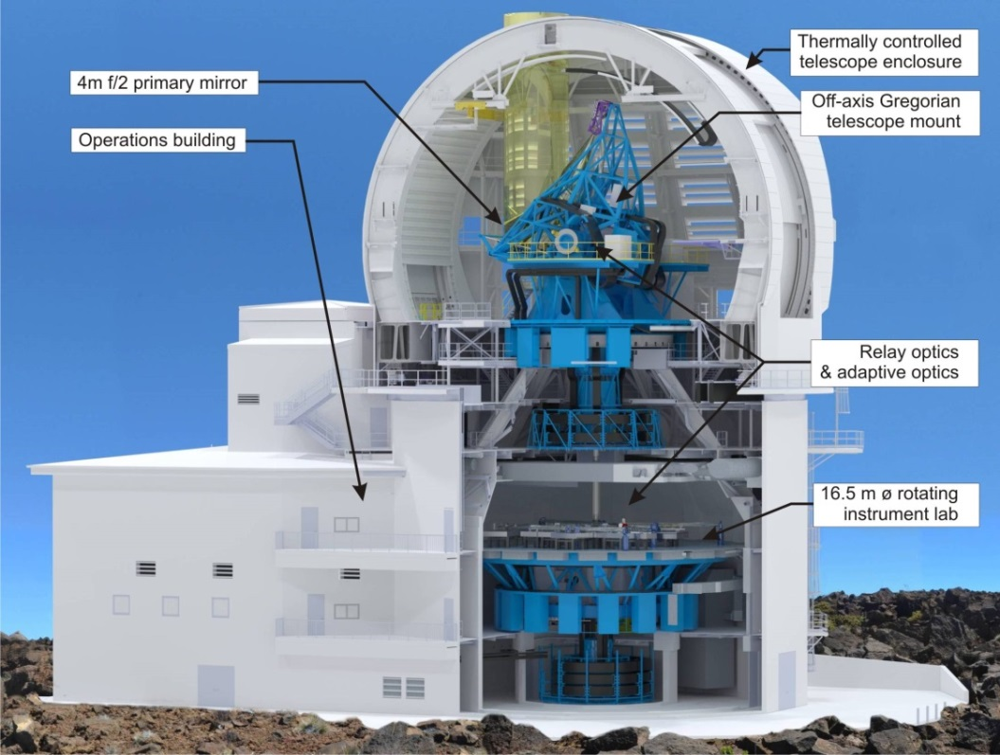 4m f/2 primary mirror
Operations building
Thermally controlled
telescope enclosure
Off-axis Gregorian
telescope mount
Relay optics
& adaptive optics
16.5 m ø rotating
instrument lab